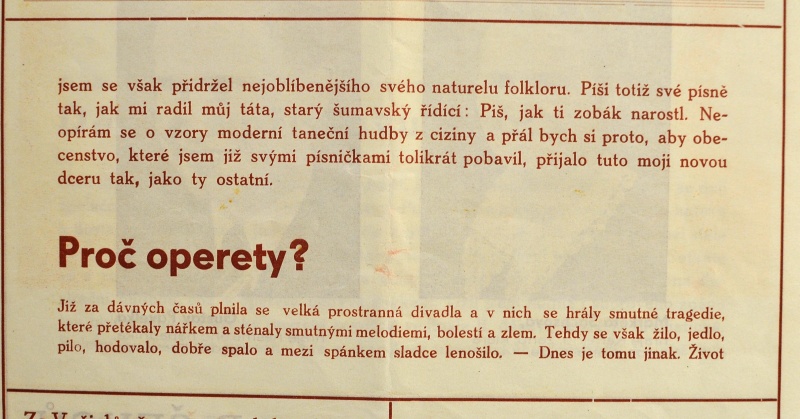 jsem se však přidržel nejoblíbenějšího svého naturelu folkloru. Píši totiž své písně
tak, jak mi radil můj táta, starý šumavský řídící: Piš, jak ti zobák narostl. Ne-
opírám se o vzory moderní taneční hudby z ciziny a přál bych si proto, aby obe-
censtvo, které jsem již svými písničkami tolikrát pobavil, přijalo tuto moji novou
dceru tak, jako ty ostatní.
Proč operety?
Již za dávných časů plnila se velká prostranná divadla a v nich se hrály smutné tragedie,
které přetékaly nářkem a sténaly smutnými melodiemi, bolestí a zlem. Tehdy se však žilo, jedlo,
pilo, hodovalo, dobře spalo a mezi spánkem sladce lenošilo. — Dnes je tomu jinak. Život